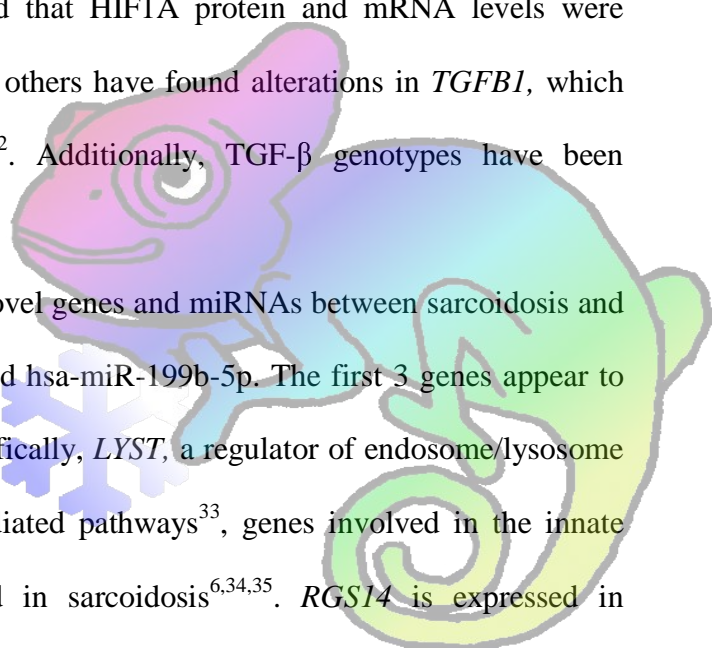 d that HIF1A protein and mRNA levels were
others have found alterations in TGFB1, which
2. Additionally, TGF-β genotypes have been
ovel genes and miRNAs between sarcoidosis and
d hsa-miR-199b-5p. The first 3 genes appear to
fically, LYST, a regulator of endosome/lysosome
diated pathways33, genes involved in the innate
d in sarcoidosis6,34,35. RGS14 is expressed in